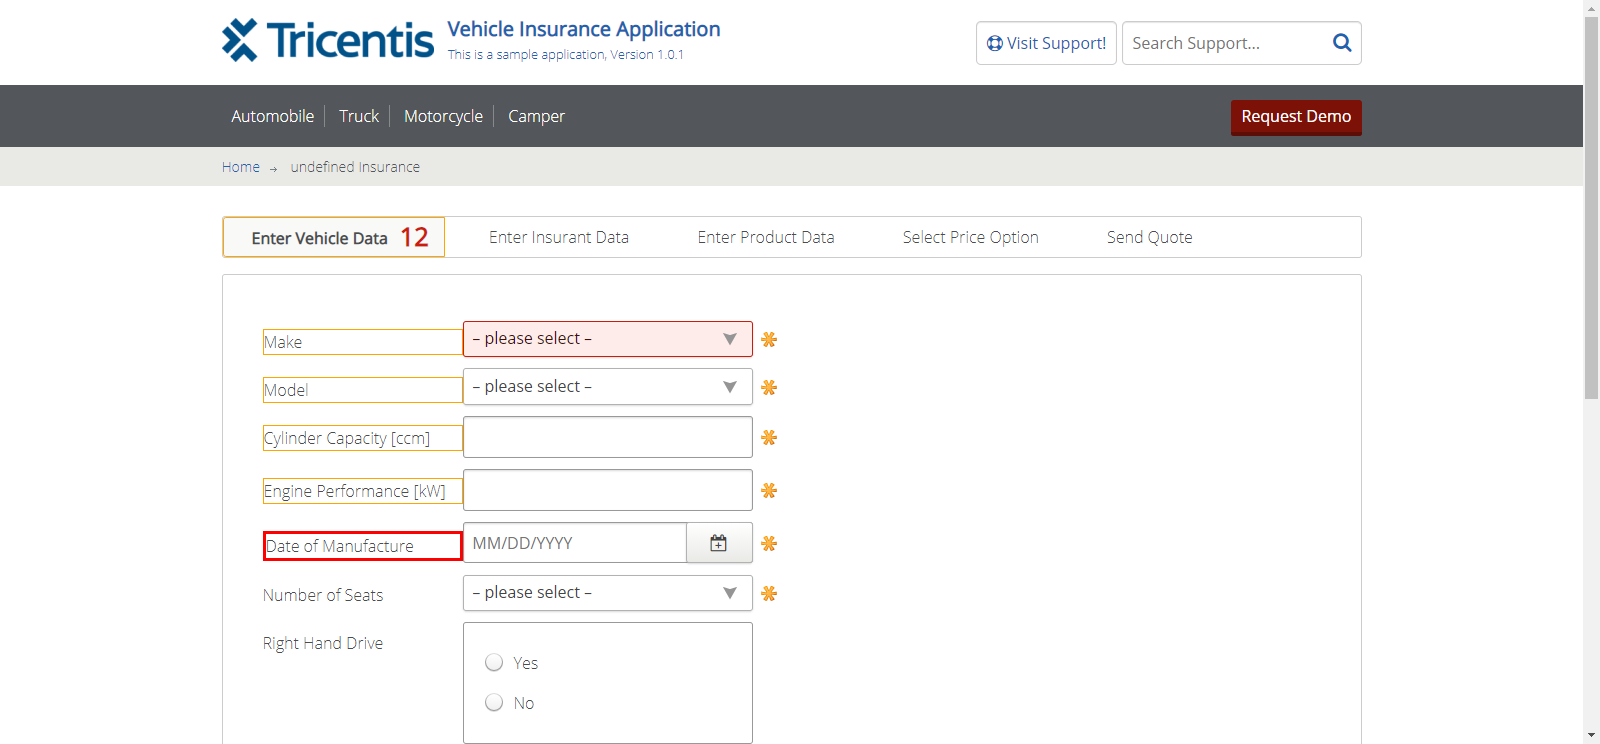 Tricentis
Vehicle Insurance Application
This is a sample application, Version 1.0.1
Visit Support!
Search Support...
Automobile
Truck
Motorcycle
Camper
Request Demo
Home → undefined Insurance
Enter Vehicle Data 12
Enter Insurant Data
Enter Product Data
Select Price Option
Send Quote
Make
– please select –
Model
– please select –
Cylinder Capacity [ccm]
Engine Performance [kW]
Date of Manufacture
MM/DD/YYYY
Number of Seats
– please select –
Right Hand Drive
Yes
No